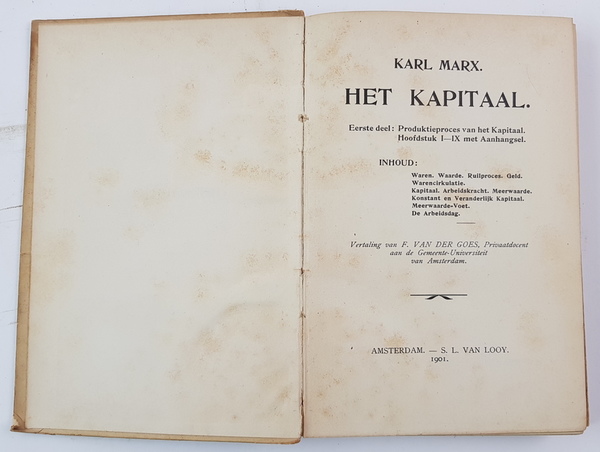 KARL MARX.
HET KAPITAAL.
Eerste deel: Produktieproces van het Kapitaal.
Hoofdstuk I—IX met Aanhangsel.
INHOUD:
Waren. Waarde. Ruilproces. Geld.
Warencirkulatie.
Kapitaal. Arbeidskracht. Meerwaarde.
Konstant en Veranderlijk Kapitaal.
Meerwaarde-Voet.
De Arbeidsdag.
Vertaling van F. VAN DER GOES, Privaatdocent
aan de Gemeente-Universiteit
van Amsterdam.
AMSTERDAM. — S. L. VAN LOOY.
1901.